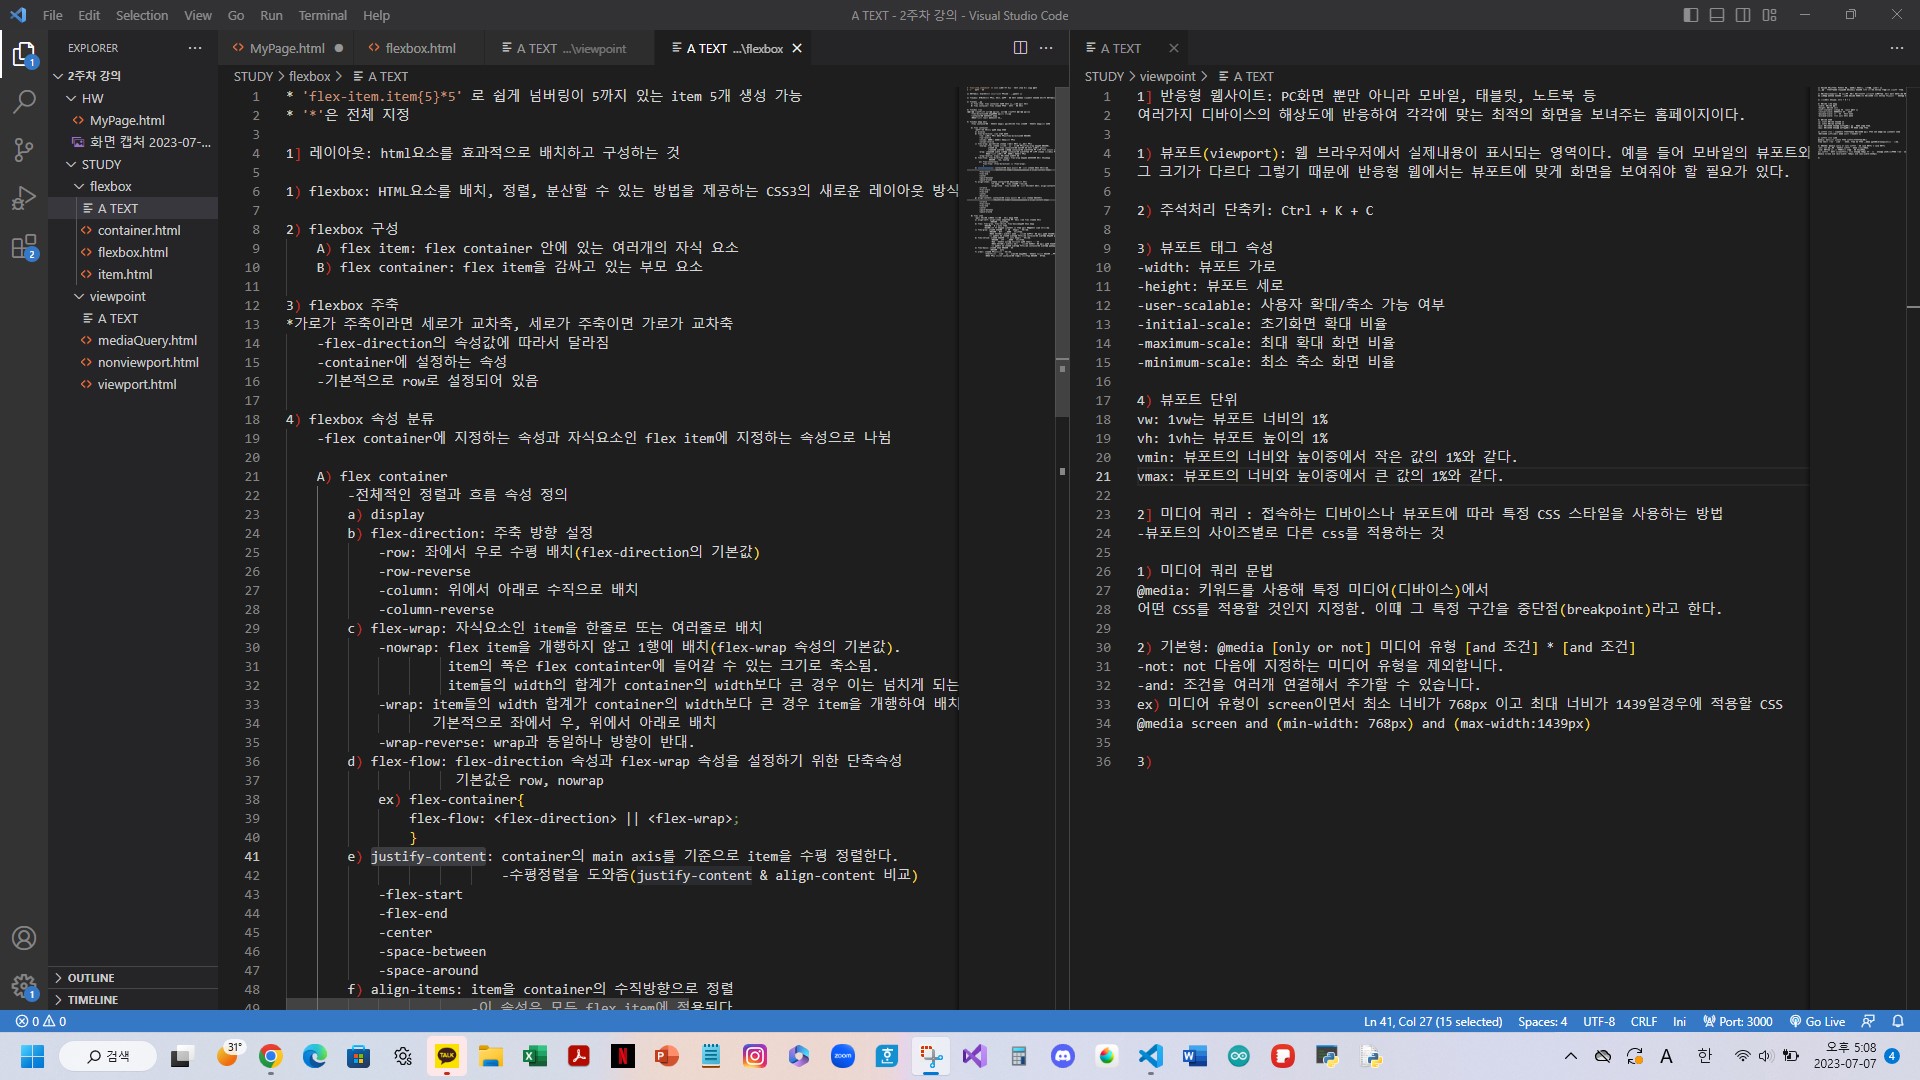 File Edit Selection View Go Run Terminal Help
A TEXT - 2주차 강의 - Visual Studio Code
EXPLORER
2주차 강의
HW
MyPage.html
화면 캡처 2023-07-...
STUDY
flexbox
A TEXT
container.html
flexbox.html
item.html
viewpoint
A TEXT
mediaQuery.html
nonviewport.html
viewport.html
OUTLINE
TIMELINE
MyPage.html flexbox.html A TEXT ...\viewpoint A TEXT ...\flexbox
STUDY > flexbox > A TEXT
1 * 'flex-item.item{5}*5' 로 쉽게 넘버링이 5까지 있는 item 5개 생성 가능
2 * '*'은 전체 지정
3
4 1] 레이아웃: html요소를 효과적으로 배치하고 구성하는 것
5
6 1) flexbox: HTML요소를 배치, 정렬, 분산할 수 있는 방법을 제공하는 CSS3의 새로운 레이아웃 방식
7
8 2) flexbox 구성
9 A) flex item: flex container 안에 있는 여러개의 자식 요소
10 B) flex container: flex item을 감싸고 있는 부모 요소
11
12 3) flexbox 주축
13 *가로가 주축이라면 세로가 교차축, 세로가 주축이면 가로가 교차축
14 -flex-direction의 속성값에 따라서 달라짐
15 -container에 설정하는 속성
16 -기본적으로 row로 설정되어 있음
17
18 4) flexbox 속성 분류
19 -flex container에 지정하는 속성과 자식요소인 flex item에 지정하는 속성으로 나뉨
20
21 A) flex container
22 -전체적인 정렬과 흐름 속성 정의
23 a) display
24 b) flex-direction: 주축 방향 설정
25 -row: 좌에서 우로 수평 배치(flex-direction의 기본값)
26 -row-reverse
27 -column: 위에서 아래로 수직으로 배치
28 -column-reverse
29 c) flex-wrap: 자식요소인 item을 한줄로 또는 여러줄로 배치
30 -nowrap: flex item을 개행하지 않고 1행에 배치(flex-wrap 속성의 기본값).
31 item의 폭은 flex containter에 들어갈 수 있는 크기로 축소됨.
32 item들의 width의 합계가 container의 width보다 큰 경우 이는 넘치게 되는
33 -wrap: item들의 width 합계가 container의 width보다 큰 경우 item을 개행하여 배치
34 기본적으로 좌에서 우, 위에서 아래로 배치
35 -wrap-reverse: wrap과 동일하나 방향이 반대.
36 d) flex-flow: flex-direction 속성과 flex-wrap 속성을 설정하기 위한 단축속성
37 기본값은 row, nowrap
38 ex) flex-container{
39 flex-flow: <flex-direction> || <flex-wrap>;
40 }
41 e) justify-content: container의 main axis를 기준으로 item을 수평 정렬한다.
42 -수평정렬을 도와줌(justify-content & align-content 비교)
43 -flex-start
44 -flex-end
45 -center
46 -space-between
47 -space-around
48 f) align-items: item을 container의 수직방향으로 정렬
49 -이 속성은 모든 flex item에 적용된다
A TEXT
STUDY > viewpoint > A TEXT
1 1] 반응형 웹사이트: PC화면 뿐만 아니라 모바일, 태블릿, 노트북 등
2 여러가지 디바이스의 해상도에 반응하여 각각에 맞는 최적의 화면을 보녀주는 홈페이지이다.
3
4 1) 뷰포트(viewport): 웹 브라우저에서 실제내용이 표시되는 영역이다. 예를 들어 모바일의 뷰포트와
5 그 크기가 다르다 그렇기 때문에 반응형 웹에서는 뷰포트에 맞게 화면을 보여줘야 할 필요가 있다.
6
7 2) 주석처리 단축키: Ctrl + K + C
8
9 3) 뷰포트 태그 속성
10 -width: 뷰포트 가로
11 -height: 뷰포트 세로
12 -user-scalable: 사용자 확대/축소 가능 여부
13 -initial-scale: 초기화면 확대 비율
14 -maximum-scale: 최대 확대 화면 비율
15 -minimum-scale: 최소 축소 화면 비율
16
17 4) 뷰포트 단위
18 vw: 1vw는 뷰포트 너비의 1%
19 vh: 1vh는 뷰포트 높이의 1%
20 vmin: 뷰포트의 너비와 높이중에서 작은 값의 1%와 같다.
21 vmax: 뷰포트의 너비와 높이중에서 큰 값의 1%와 같다.
22
23 2] 미디어 쿼리 : 접속하는 디바이스나 뷰포트에 따라 특정 CSS 스타일을 사용하는 방법
24 -뷰포트의 사이즈별로 다른 css를 적용하는 것
25
26 1) 미디어 쿼리 문법
27 @media: 키워드를 사용해 특정 미디어(디바이스)에서
28 어떤 CSS를 적용할 것인지 지정함. 이때 그 특정 구간을 중단점(breakpoint)라고 한다.
29
30 2) 기본형: @media [only or not] 미디어 유형 [and 조건] * [and 조건]
31 -not: not 다음에 지정하는 미디어 유형을 제외합니다.
32 -and: 조건을 여러개 연결해서 추가할 수 있습니다.
33 ex) 미디어 유형이 screen이면서 최소 너비가 768px 이고 최대 너비가 1439일경우에 적용할 CSS
34 @media screen and (min-width: 768px) and (max-width:1439px)
35
36 3)
0 0
Ln 41, Col 27 (15 selected) Spaces: 4 UTF-8 CRLF Ini Port: 3000 Go Live
검색
31°
TALK
zoom
A 한
오후 5:08
2023-07-07
4